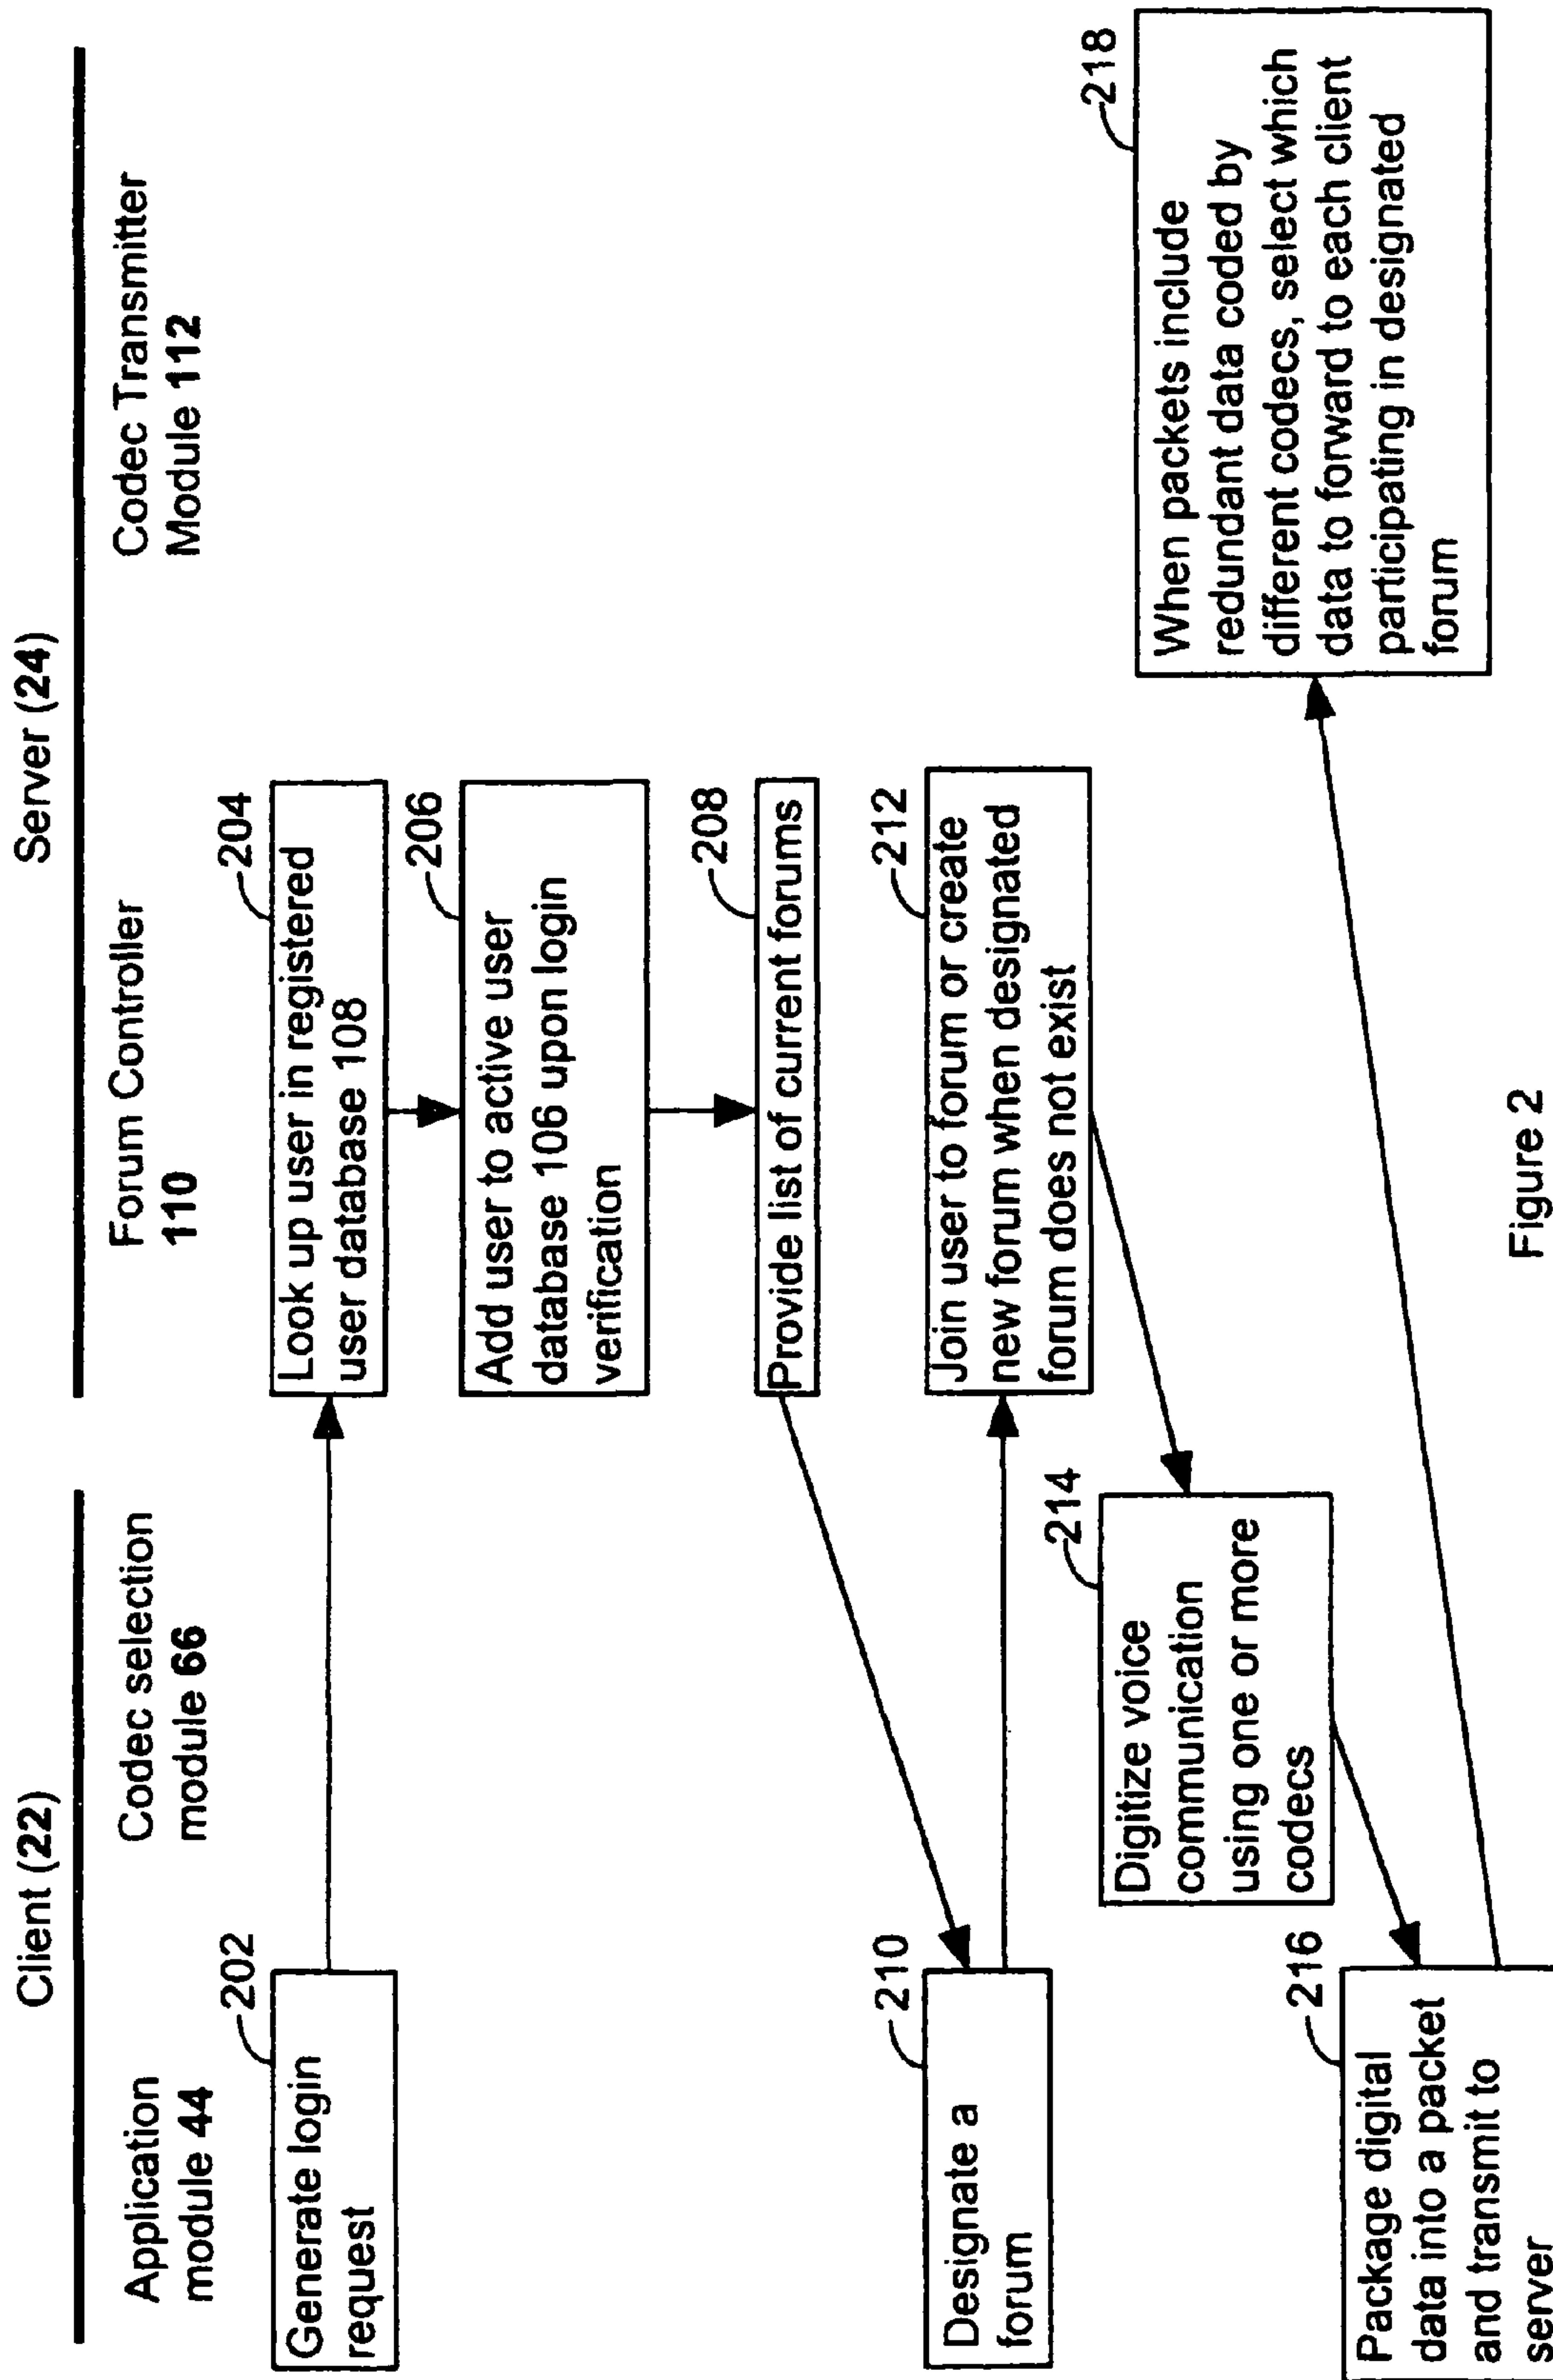 Client (22)
Server (24)
Application
module 44
Codec selection
module 66
Forum Controller
110
Codec Transmitter
Module 112
202
Generate login
request
204
Look up user in registered
user database 108
206
Add user to active user
database 106 upon login
verification
208
Provide list of current forums
210
Designate a
forum
212
Join user to forum or create
new forum when designated
forum does not exist
214
Digitize voice
communication
using one or more
codecs
216
Package digital
data into a packet
and transmit to
server
218
When packets include
redundant data coded by
different codecs, select which
data to forward to each client
participating in designated
forum
Figure 2